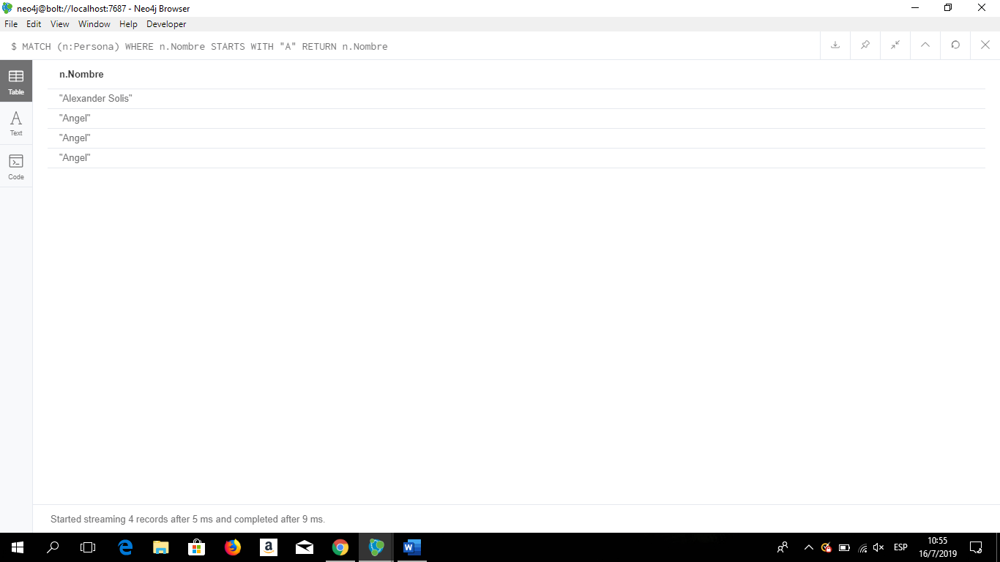 neo4j@bolt://localhost:7687 - Neo4j Browser
File Edit View Window Help Developer
$ MATCH (n:Persona) WHERE n.Nombre STARTS WITH "A" RETURN n.Nombre
Table
Text
Code
n.Nombre
"Alexander Solis"
"Angel"
"Angel"
"Angel"
Started streaming 4 records after 5 ms and completed after 9 ms.
ESP
10:55
16/7/2019